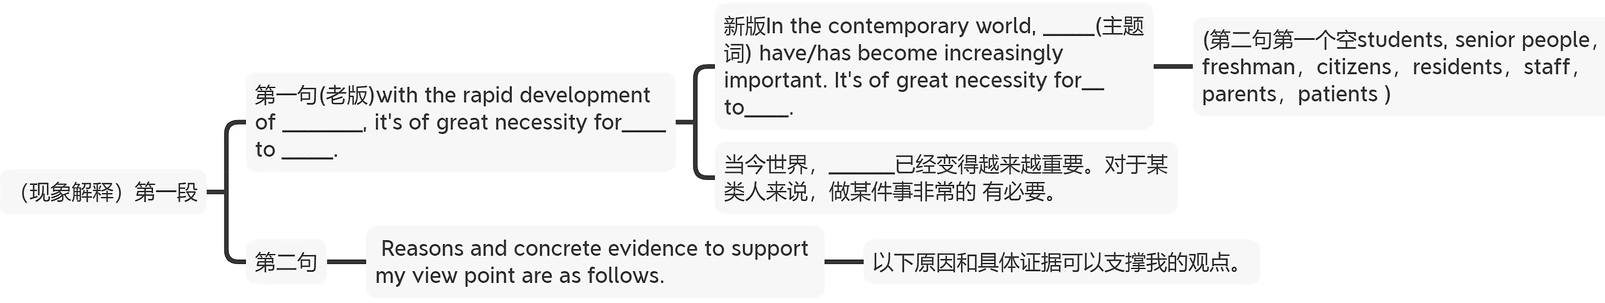 （现象解释）第一段
第一句(老版)with the rapid development
of ________, it's of great necessity for____
to _____.
新版In the contemporary world, _____(主题
词) have/has become increasingly
important. It's of great necessity for__
to____.
(第二句第一个空students, senior people，
freshman，citizens，residents，staff，
parents，patients )
当今世界，______已经变得越来越重要。对于某
类人来说，做某件事非常的 有必要。
第二句
Reasons and concrete evidence to support
my view point are as follows.
以下原因和具体证据可以支撑我的观点。